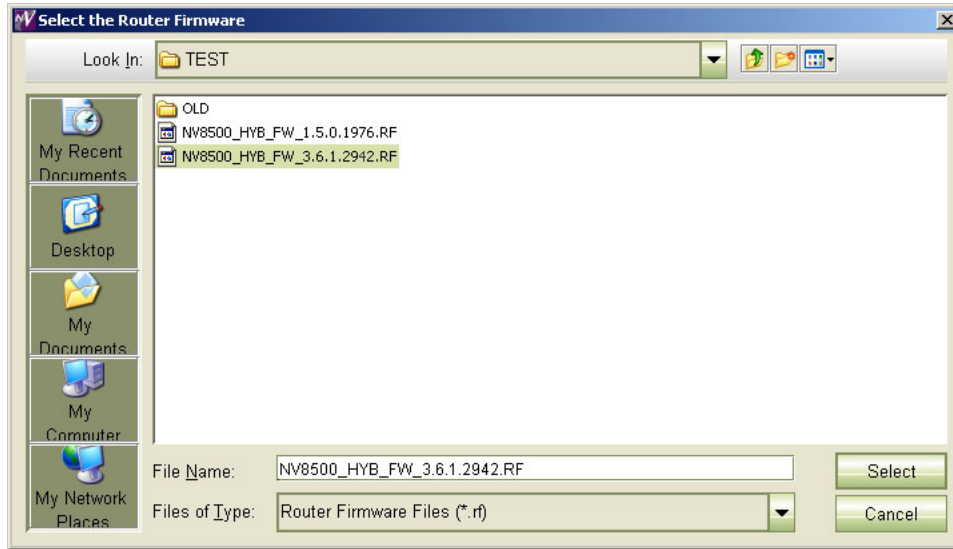 Select the Router Firmware
Look In:
TEST
OLD
NV8500_HYB_FW_1.5.0.1976.RF
NV8500_HYB_FW_3.6.1.2942.RF
My Recent
Documents
Desktop
My
Documents
My
Computer
My Network
Places
File Name:
NV8500_HYB_FW_3.6.1.2942.RF
Select
Files of Type:
Router Firmware Files (*.rf)
Cancel